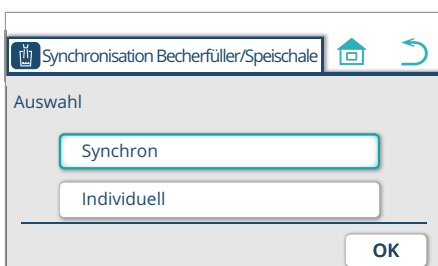 Synchronisation Becherfüller/Speischale
Auswahl
Synchron
Individuell
OK